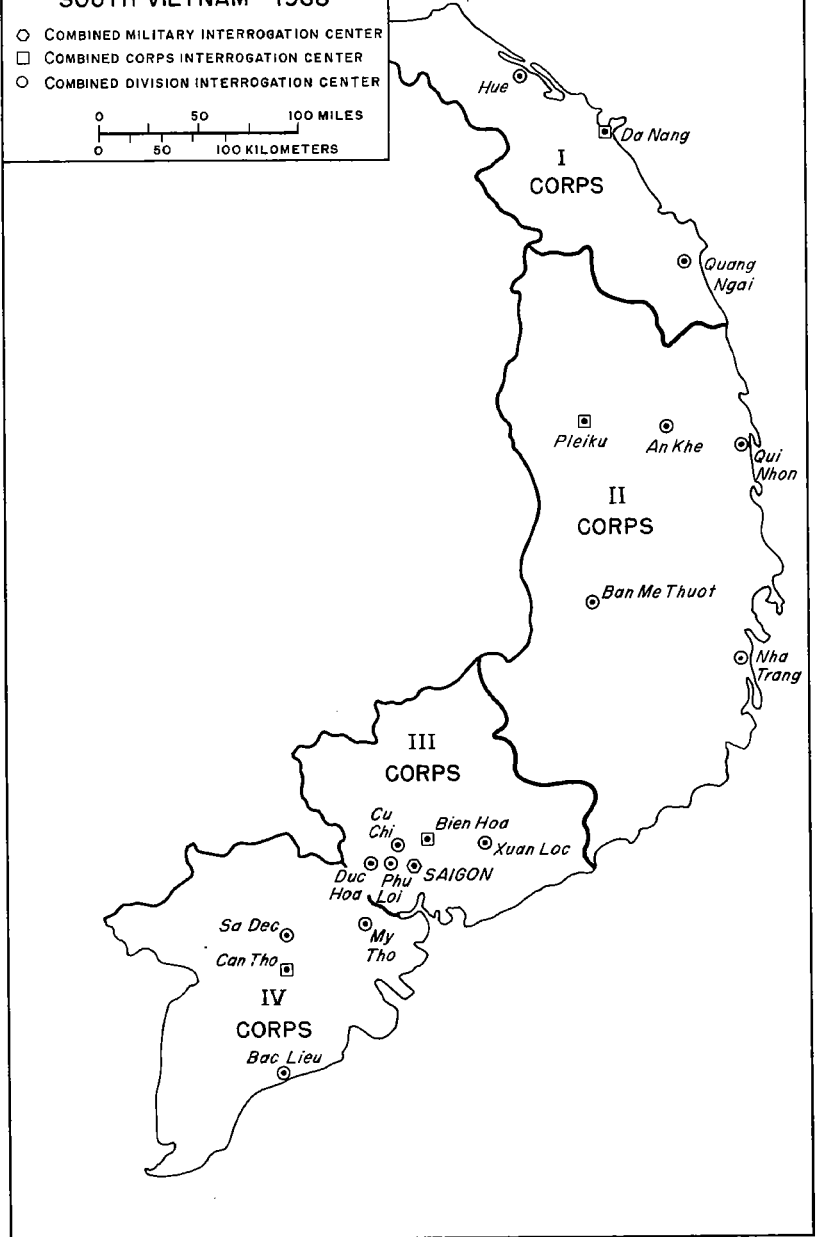 SOUTH VIETNAM
COMBINED MILITARY INTERROGATION CENTER
COMBINED CORPS INTERROGATION CENTER
COMBINED DIVISION INTERROGATION CENTER
0 50 100 MILES
0 50 100 KILOMETERS
Hue
Da Nang
I
CORPS
Quang
Ngai
Pleiku
An Khe
Qui
Nhon
II
CORPS
Ban Me Thuot
Nha
Trang
III
CORPS
Cu
Chi
Bien Hoa
Xuan Loc
Duc
Hoa
Phu
Loi
SAIGON
Sa Dec
My
Tho
Can Tho
IV
CORPS
Bac Lieu